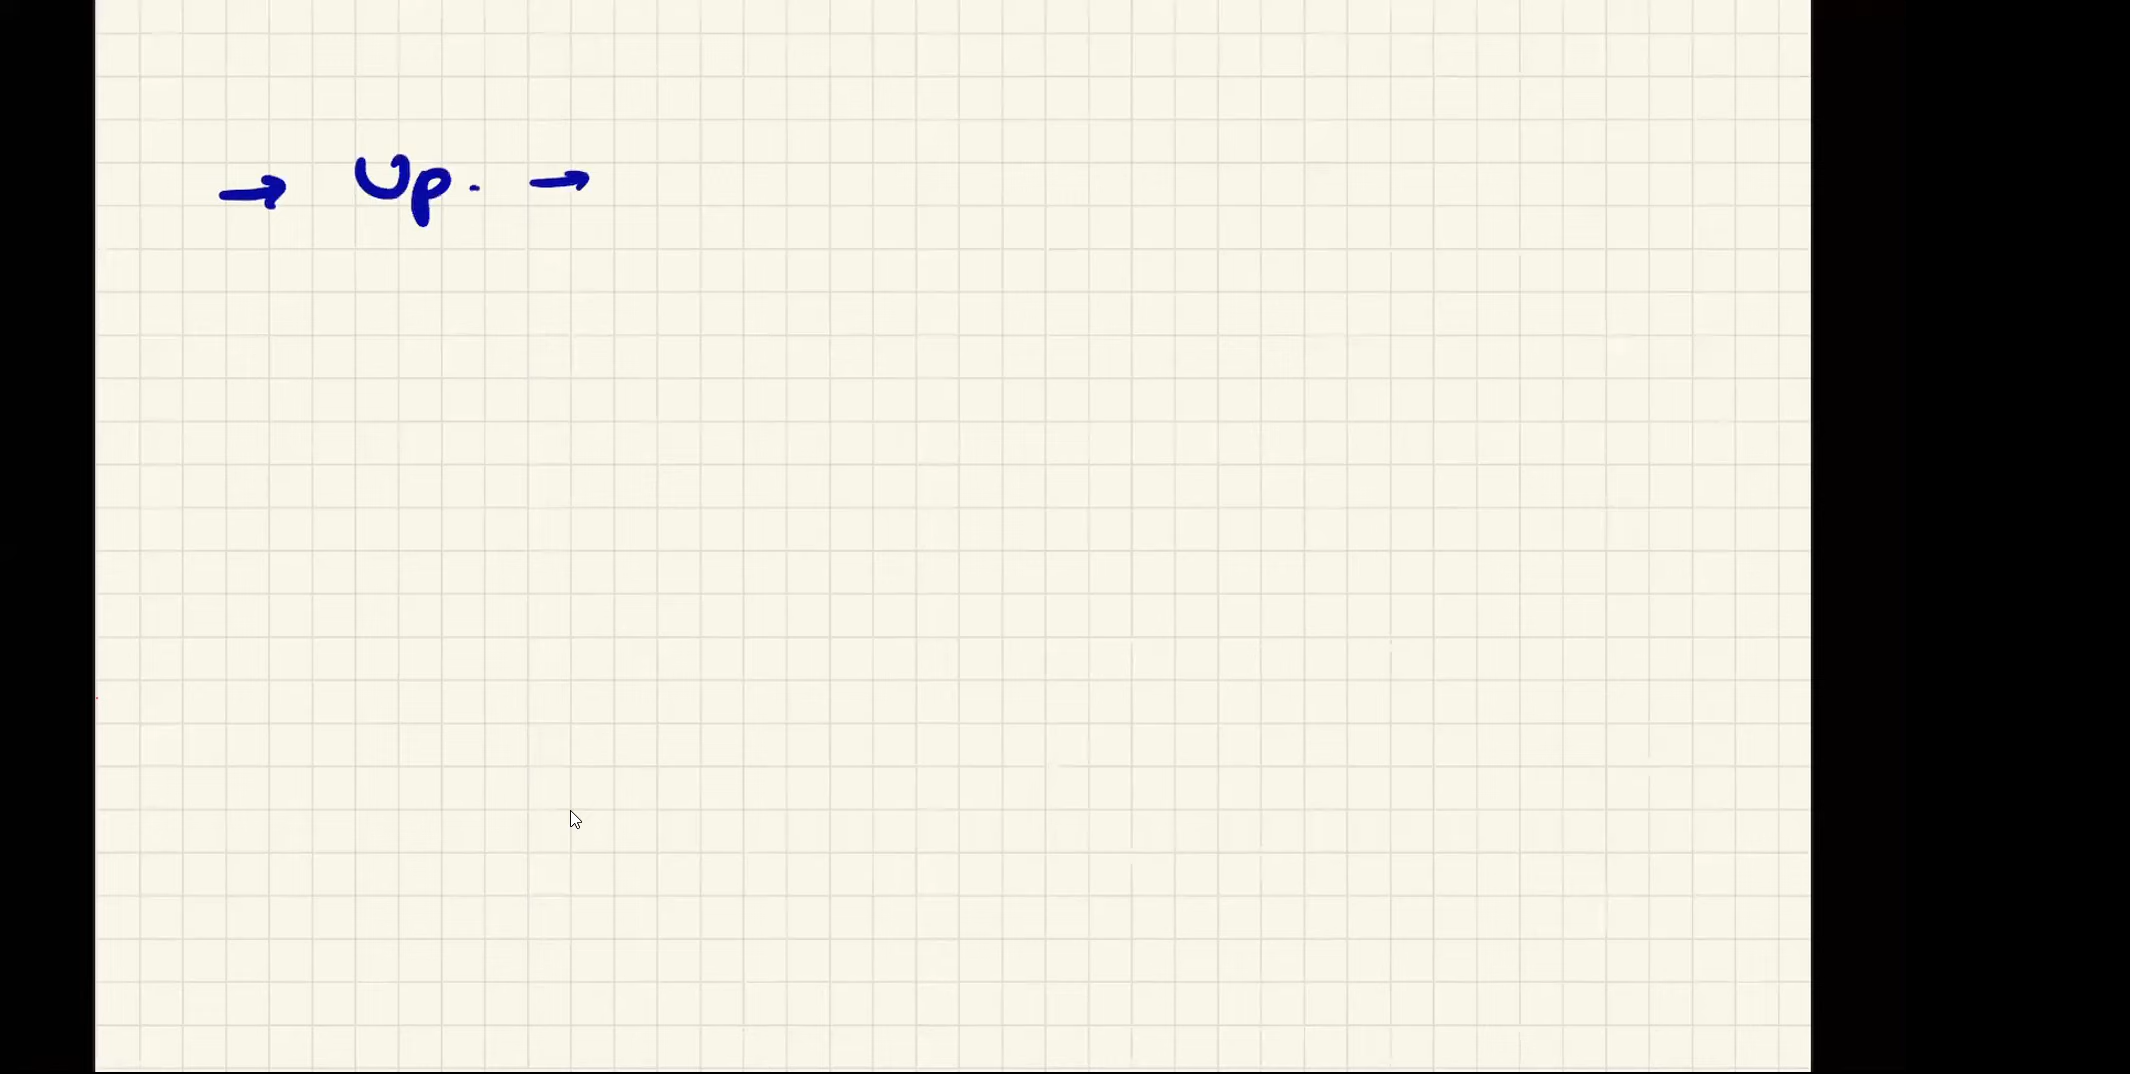 → Up. →